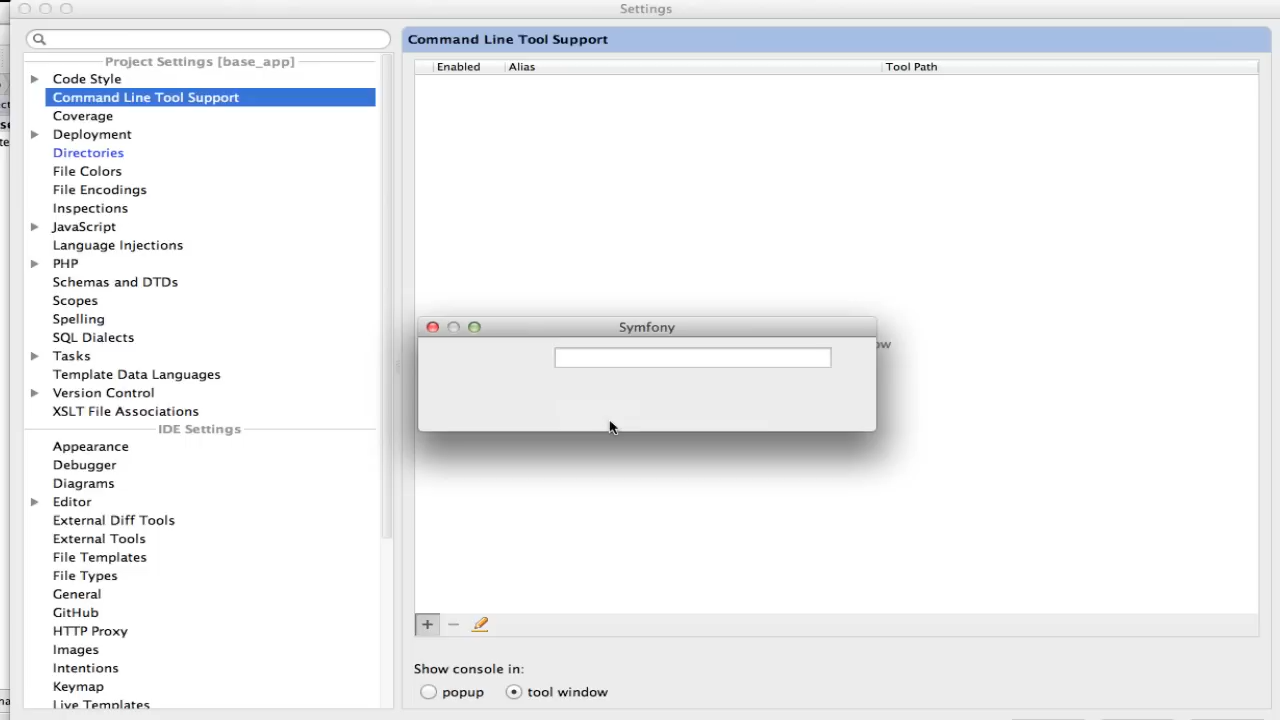 Settings
Command Line Tool Support
Enabled
Alias
Tool Path
Project Settings [base_app]
Code Style
Command Line Tool Support
Coverage
Deployment
Directories
File Colors
File Encodings
Inspections
JavaScript
Language Injections
PHP
Schemas and DTDs
Scopes
Spelling
SQL Dialects
Tasks
Template Data Languages
Version Control
XSLT File Associations
IDE Settings
Appearance
Debugger
Diagrams
Editor
External Diff Tools
External Tools
File Templates
File Types
General
GitHub
HTTP Proxy
Images
Intentions
Keymap
Live Templates
Symfony
Show console in:
popup
tool window